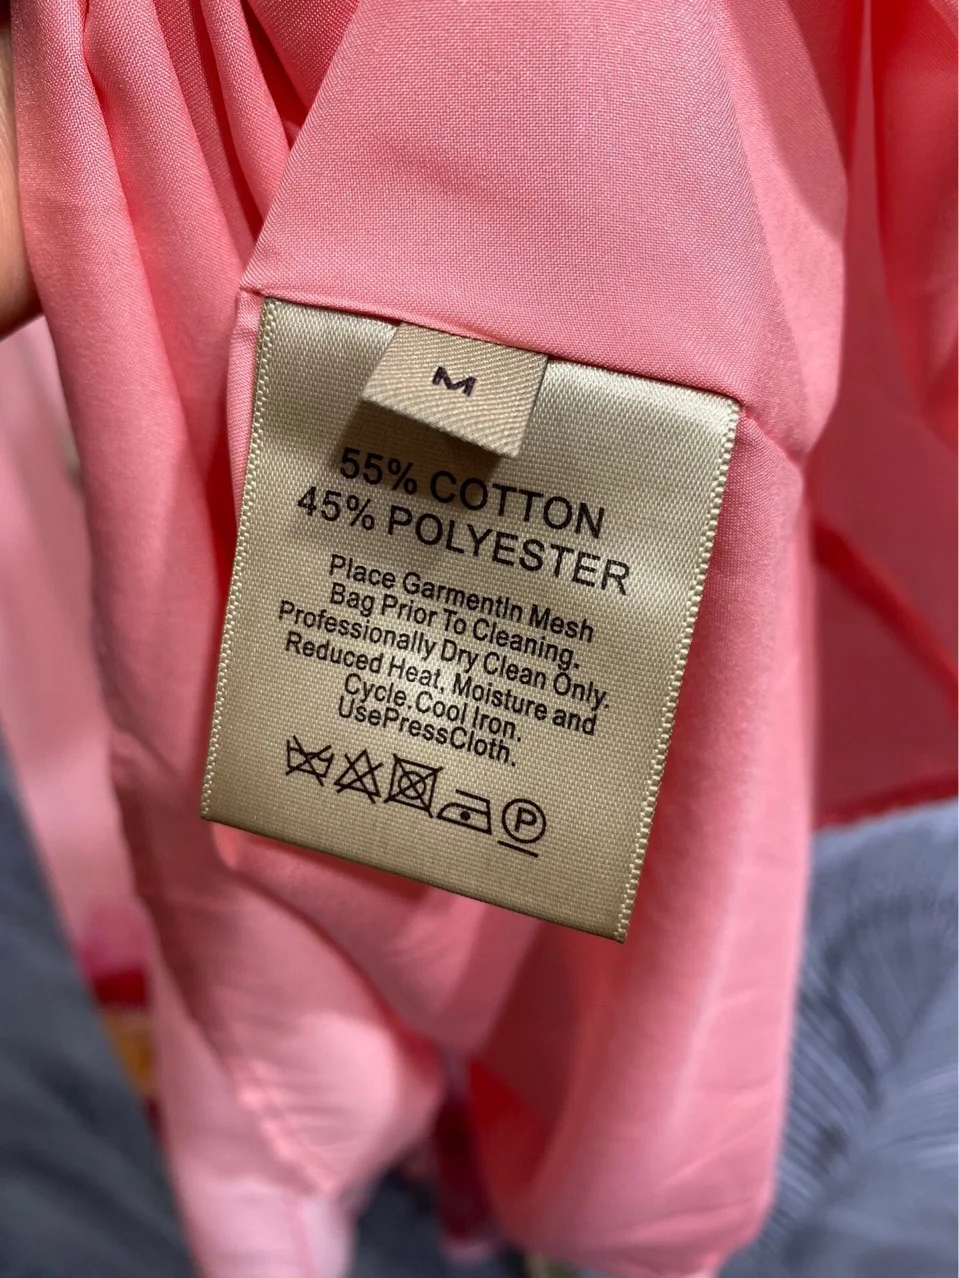 M
55% COTTON
45% POLYESTER
Place GarmentIn Mesh
Bag Prior To Cleaning.
Professionally Dry Clean Only.
Reduced Heat, Moisture and
Cycle.Cool Iron.
UsePressCloth.
P